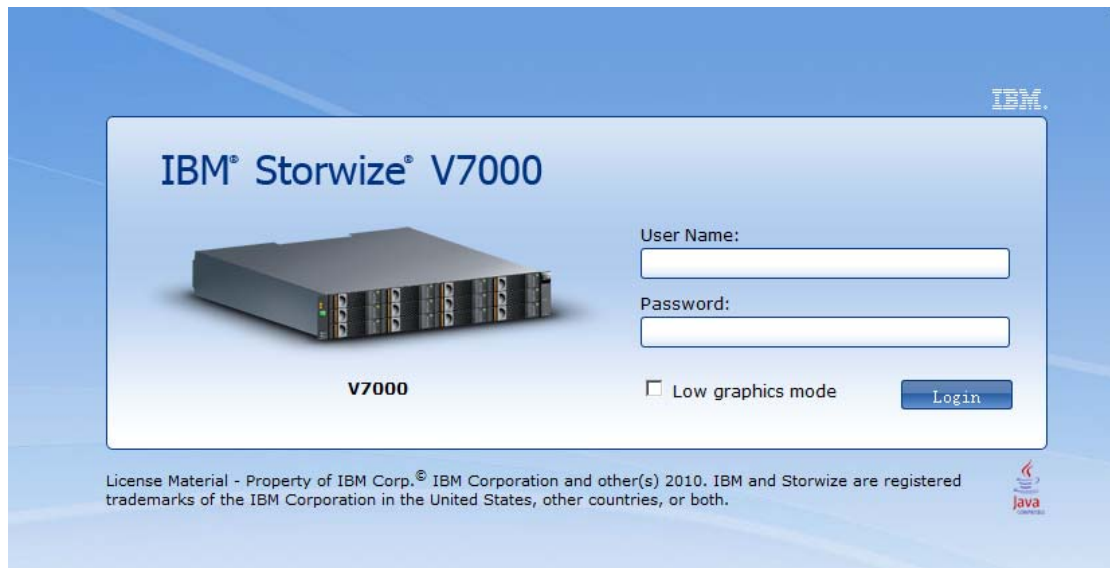 IBM.
IBM® Storwize® V7000
User Name:
Password:
V7000
Low graphics mode
Login
License Material - Property of IBM Corp.© IBM Corporation and other(s) 2010. IBM and Storwize are registered
trademarks of the IBM Corporation in the United States, other countries, or both.
Java